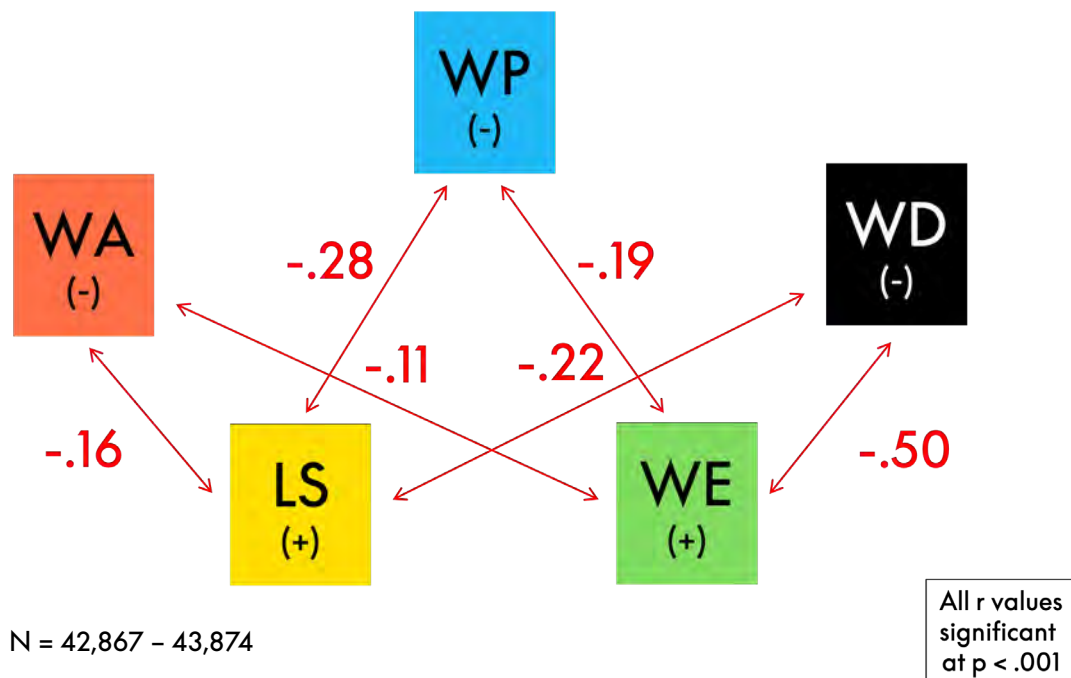 WP
(-)
WA
(-)
WD
(-)
-.28
-.19
-.11
-.22
-.16
-.50
LS
(+)
WE
(+)
N = 42,867 – 43,874
All r values
significant
at p < .001